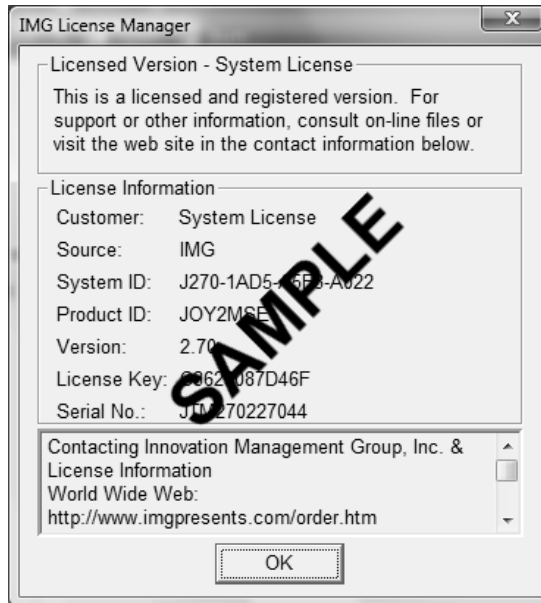 IMG License Manager
Licensed Version - System License
This is a licensed and registered version. For
support or other information, consult on-line files or
visit the web site in the contact information below.
License Information
Customer: System License
Source: IMG
System ID:
Product ID:
Version: 2.70
License Key:
Serial No.:
SAMPLE
Contacting Innovation Management Group, Inc. &
License Information
World Wide Web:
http://www.imgpresents.com/order.htm
OK